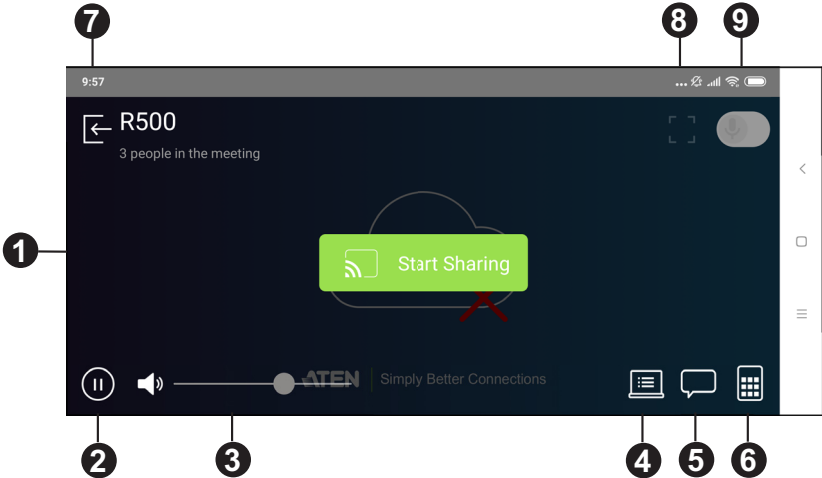 7
8
9
9:57
R500
3 people in the meeting
1
Start Sharing
ATEN Simply Better Connections
2
3
4
5
6